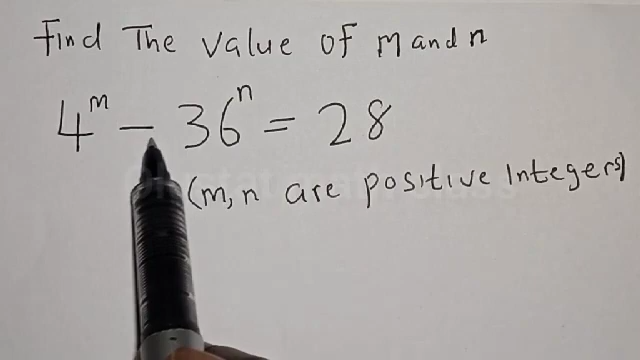 Find The value of m and n
4^m − 36^n = 28
(m, n are positive Integers)